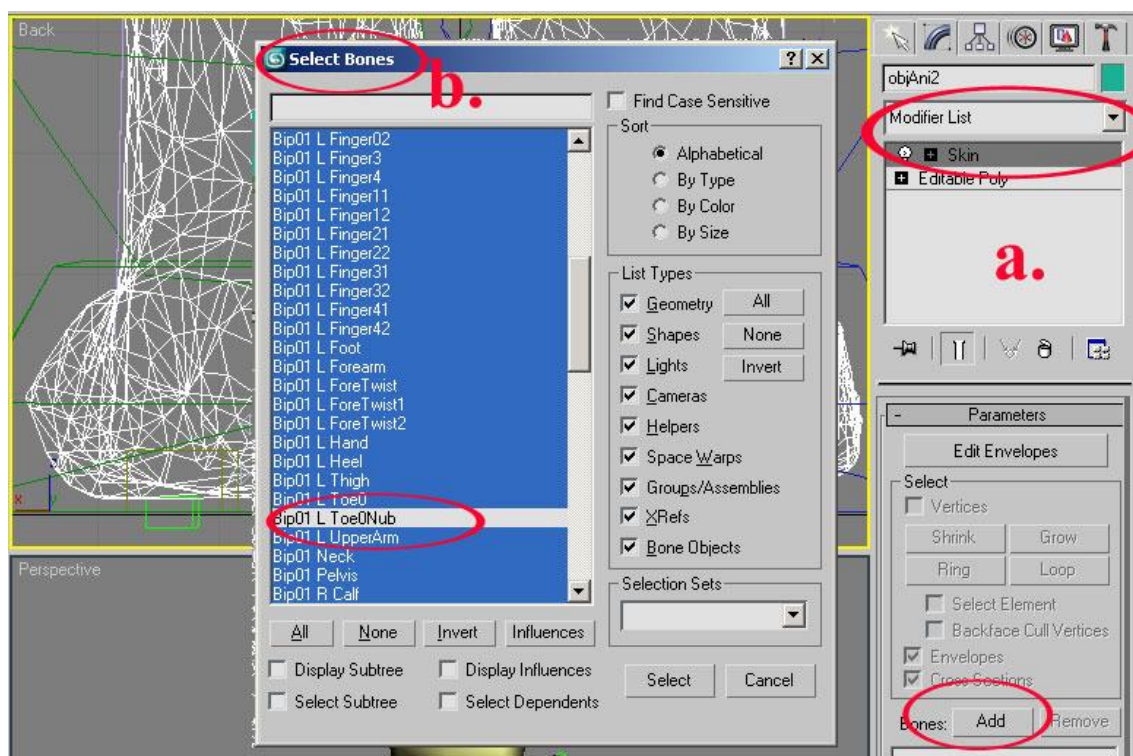 Back
Select Bones
b.
Find Case Sensitive
Sort
Alphabetical
By Type
By Color
By Size
Bip01 L Finger02
Bip01 L Finger3
Bip01 L Finger4
Bip01 L Finger11
Bip01 L Finger12
Bip01 L Finger21
Bip01 L Finger22
Bip01 L Finger31
Bip01 L Finger32
Bip01 L Finger41
Bip01 L Finger42
Bip01 L Foot
Bip01 L Forearm
Bip01 L ForeTwist
Bip01 L ForeTwist1
Bip01 L ForeTwist2
Bip01 L Hand
Bip01 L Heel
Bip01 L Thigh
Bip01 L Toe0
Bip01 L Toe0Nub
Bip01 L UpperArm
Bip01 Neck
Bip01 Pelvis
Bip01 R Calf
List Types
Geometry
All
Shapes
None
Lights
Invert
Cameras
Helpers
Space Warps
Groups/Assemblies
XRefs
Bone Objects
Selection Sets
All
None
Invert
Influences
Display Subtree
Display Influences
Select Subtree
Select Dependents
Select
Cancel
objAni2
Modifier List
Skin
Editable Poly
a.
Parameters
Edit Envelopes
Select
Vertices
Shrink
Grow
Ring
Loop
Select Element
Backface Cull Vertices
Envelopes
Cross Sections
Bones:
Add
Remove
Perspective
x